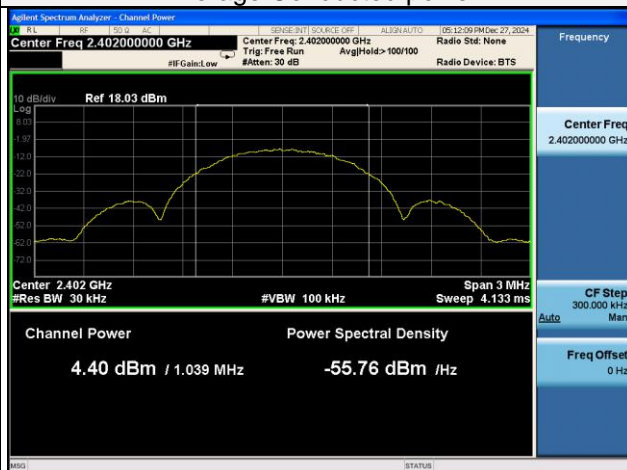 Agilent Spectrum Analyzer - Channel Power
RL RF 50 Ω AC SENSE:INT SOURCE OFF ALIGN AUTO 05:12:09 PM Dec 27, 2024
Center Freq 2.402000000 GHz
Center Freq: 2.402000000 GHz
Radio Std: None
Trig: Free Run Avg|Hold:> 100/100
#IFGain:Low
#Atten: 30 dB
Radio Device: BTS
Frequency
10 dB/div Ref 18.03 dBm
Log
8.03
-1.97
-12.0
-22.0
-32.0
-42.0
-52.0
-62.0
-72.0
Center Freq
2.402000000 GHz
Center 2.402 GHz
Span 3 MHz
#Res BW 30 kHz
#VBW 100 kHz
Sweep 4.133 ms
CF Step
300.000 kHz
Auto Man
Channel Power
Power Spectral Density
4.40 dBm / 1.039 MHz
-55.76 dBm /Hz
Freq Offset
0 Hz
MSG
STATUS